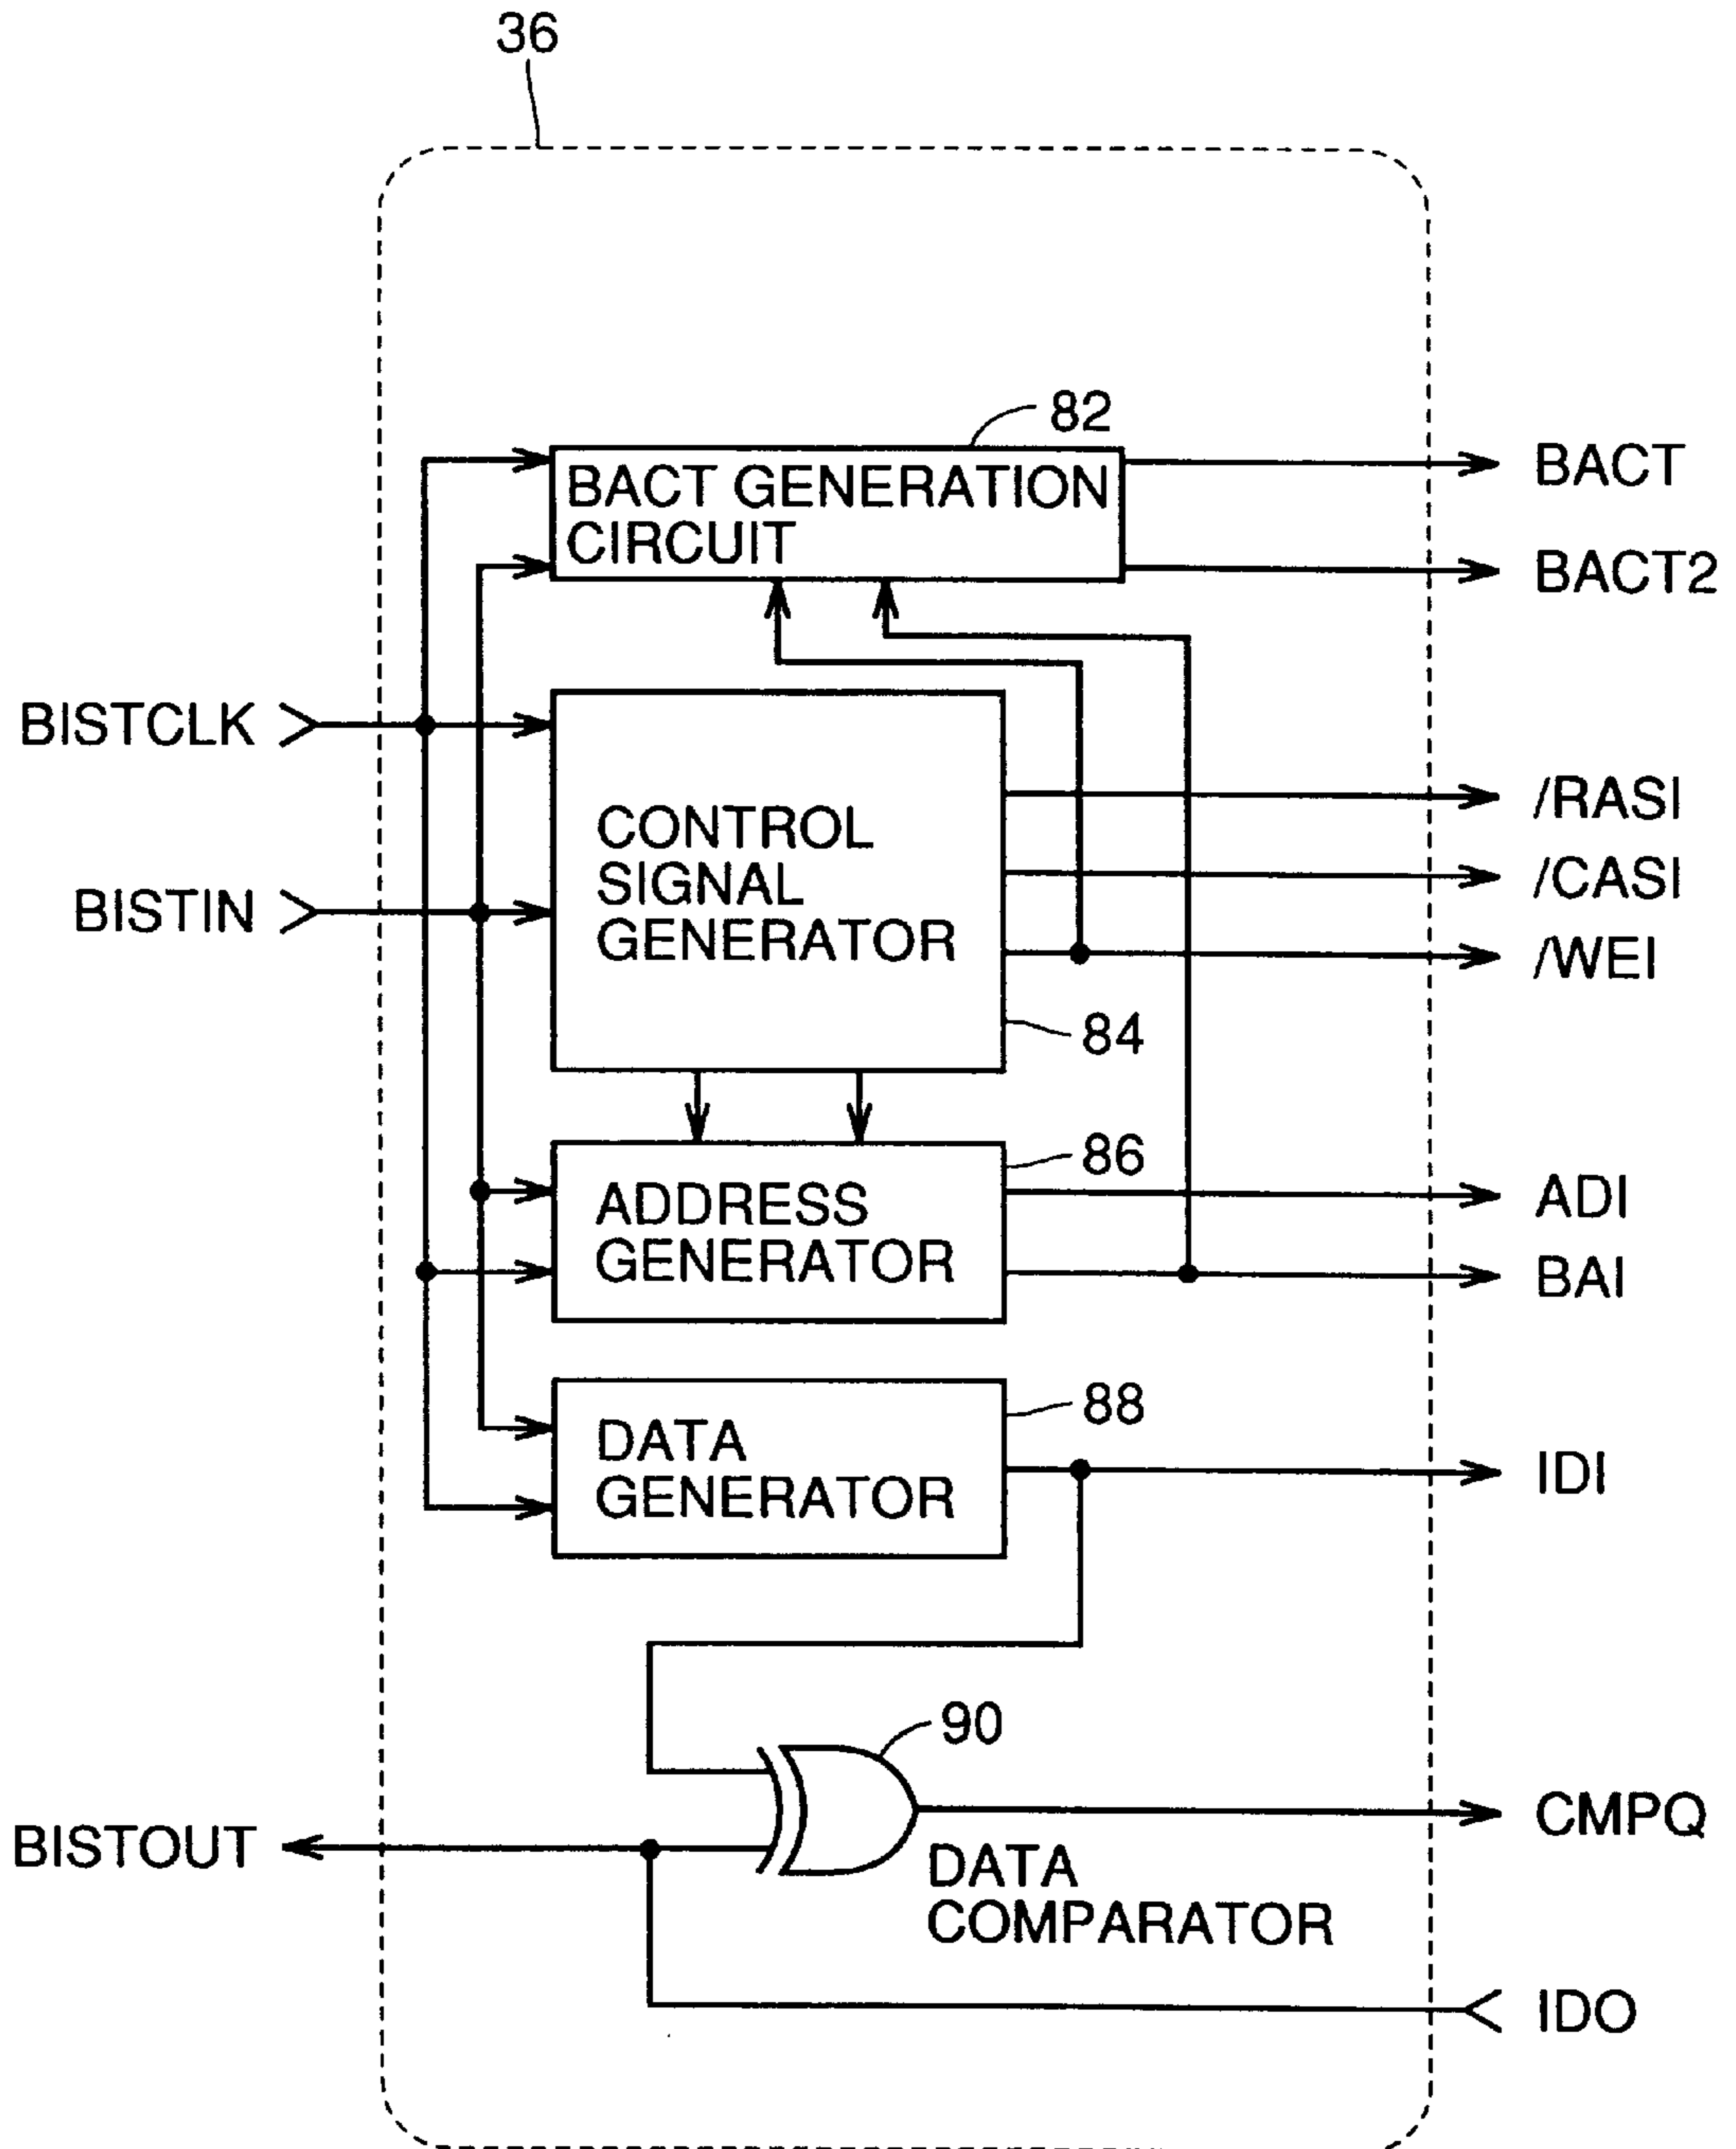 36
82
BACT GENERATION
CIRCUIT
BACT
BACT2
BISTCLK
BISTIN
CONTROL
SIGNAL
GENERATOR
84
/RASI
/CASI
/WEI
86
ADDRESS
GENERATOR
ADI
BAI
88
DATA
GENERATOR
IDI
90
BISTOUT
DATA
COMPARATOR
CMPQ
IDO